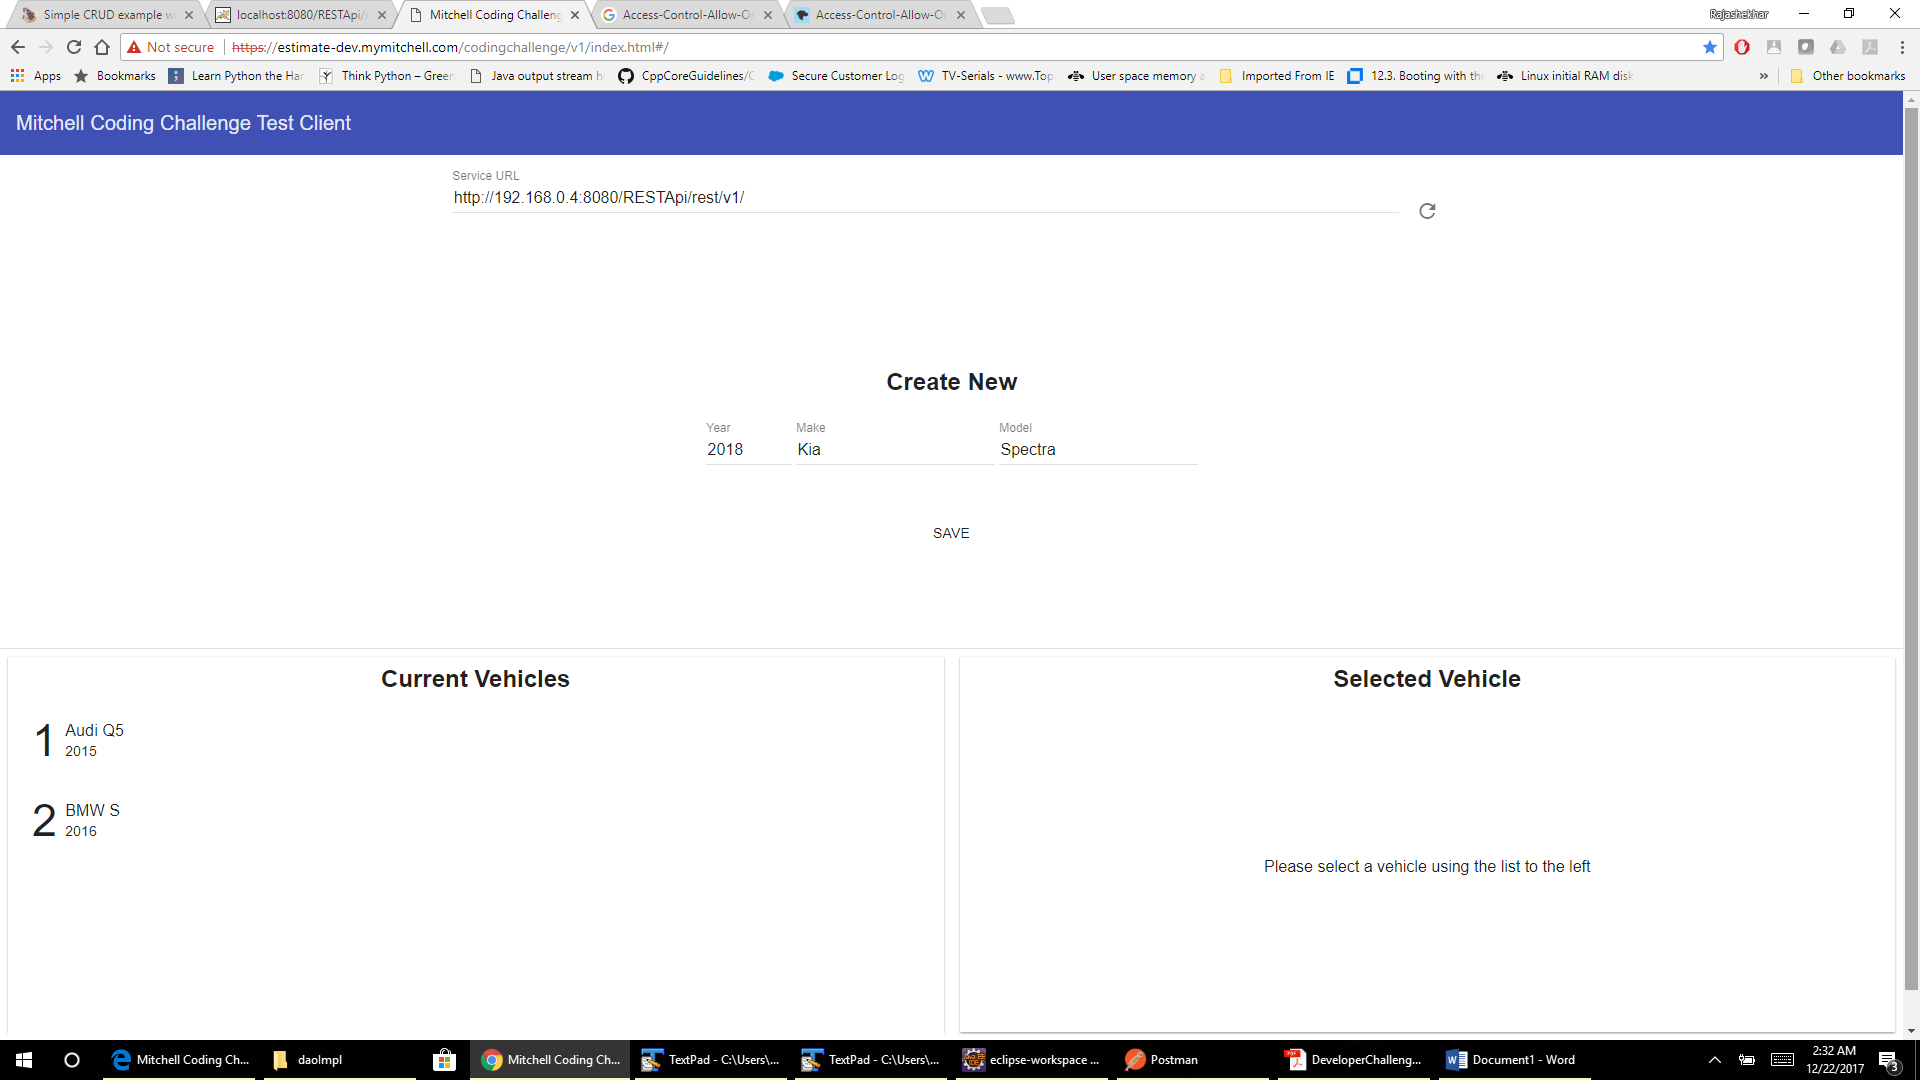 Simple CRUD example w
localhost:8080/RESTApi/r
Mitchell Coding Challeng
Access-Control-Allow-Or
Access-Control-Allow-Or
Rajashekhar
Not secure
https://estimate-dev.mymitchell.com/codingchallenge/v1/index.html#/
Apps
Bookmarks
Learn Python the Har
Think Python – Green
Java output stream h
CppCoreGuidelines/C
Secure Customer Log
TV-Serials - www.Top
User space memory a
Imported From IE
12.3. Booting with the
Linux initial RAM disk
»
Other bookmarks
Mitchell Coding Challenge Test Client
Service URL
http://192.168.0.4:8080/RESTApi/rest/v1/
Create New
Year Make Model
2018 Kia Spectra
SAVE
Current Vehicles
1 Audi Q5
2015
2 BMW S
2016
Selected Vehicle
Please select a vehicle using the list to the left
Mitchell Coding Ch...
daoImpl
Mitchell Coding Ch...
TextPad - C:\Users\...
TextPad - C:\Users\...
eclipse-workspace ...
Postman
DeveloperChalleng...
Document1 - Word
2:32 AM
12/22/2017
3